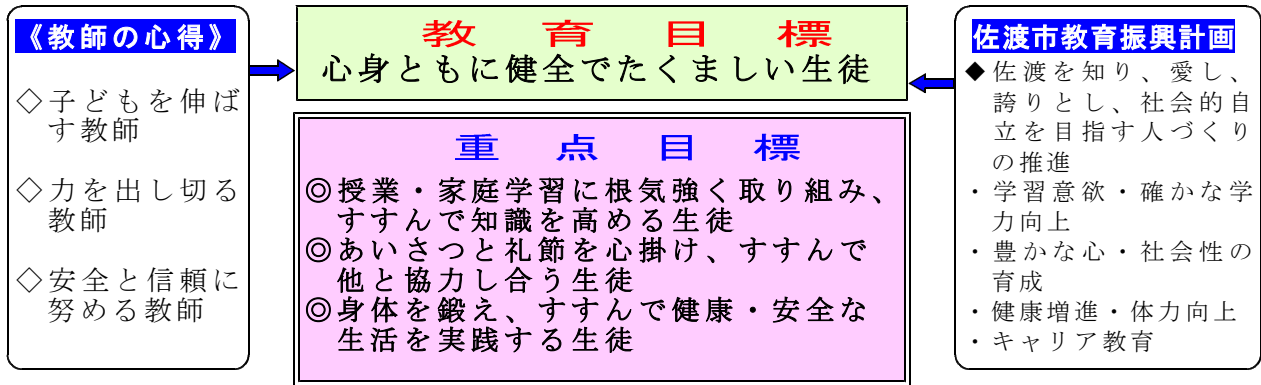 《教師の心得》
◇子どもを伸ば
す教師
◇力を出し切る
教師
◇安全と信頼に
努める教師
教育目標
心身ともに健全でたくましい生徒
重点目標
◎授業・家庭学習に根気強く取り組み、
すすんで知識を高める生徒
◎あいさつと礼節を心掛け、すすんで
他と協力し合う生徒
◎身体を鍛え、すすんで健康・安全な
生活を実践する生徒
佐渡市教育振興計画
◆佐渡を知り、愛し、
誇りとし、社会的自
立を目指す人づくり
の推進
・学習意欲・確かな学
力向上
・豊かな心・社会性の
育成
・健康増進・体力向上
・キャリア教育